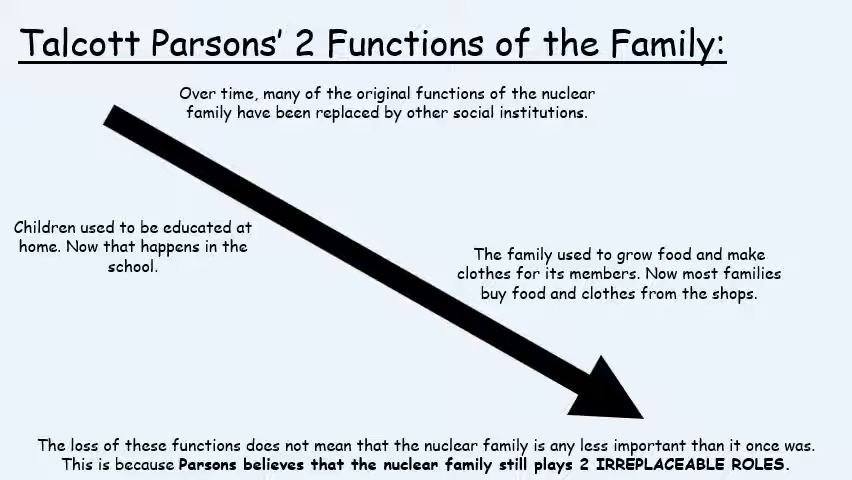 Talcott Parsons' 2 Functions of the Family:
Over time, many of the original functions of the nuclear
family have been replaced by other social institutions.
Children used to be educated at
home. Now that happens in the
school.
The family used to grow food and make
clothes for its members. Now most families
buy food and clothes from the shops.
The loss of these functions does not mean that the nuclear family is any less important than it once was.
This is because Parsons believes that the nuclear family still plays 2 IRREPLACEABLE ROLES.